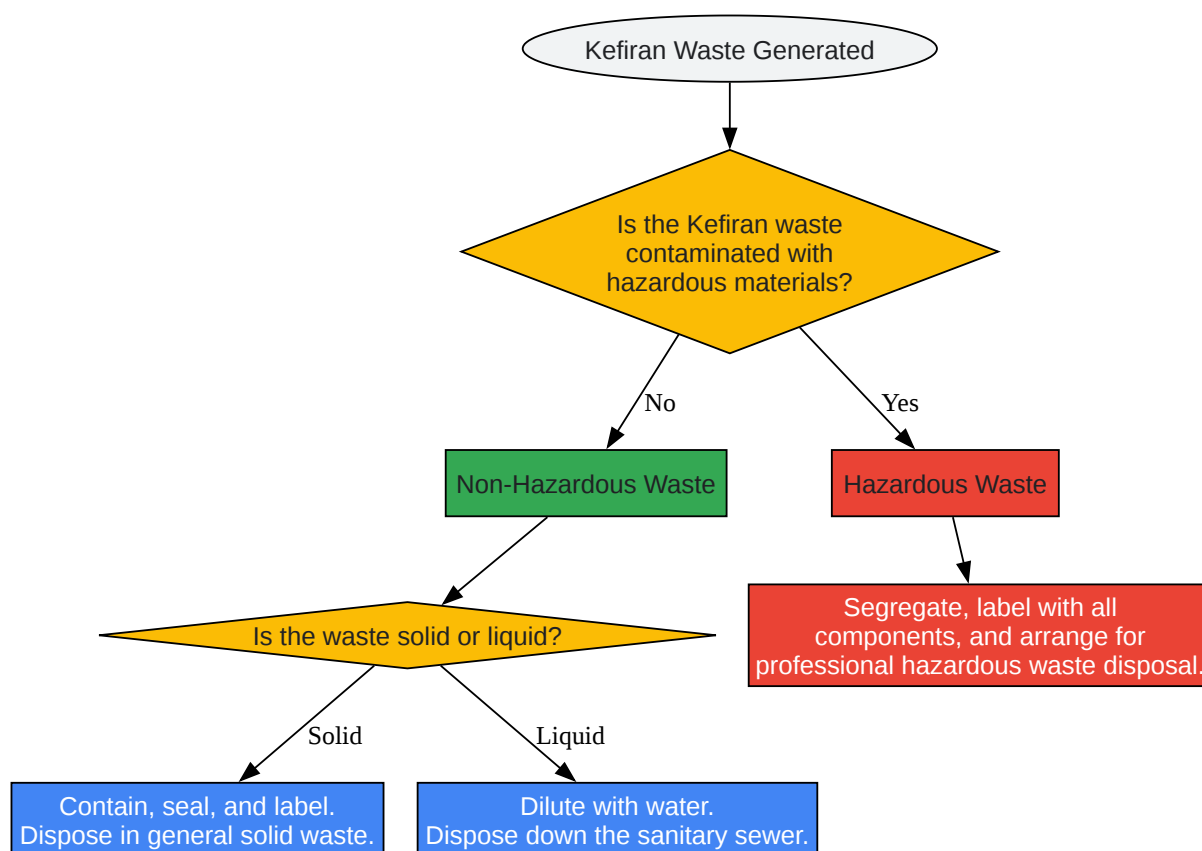 Kefiran Waste Generated
Is the Kefiran waste
contaminated with
hazardous materials?
No
Yes
Non-Hazardous Waste
Hazardous Waste
Segregate, label with all
components, and arrange for
professional hazardous waste disposal.
Is the waste solid or liquid?
Solid
Liquid
Contain, seal, and label.
Dispose in general solid waste.
Dilute with water.
Dispose down the sanitary sewer.